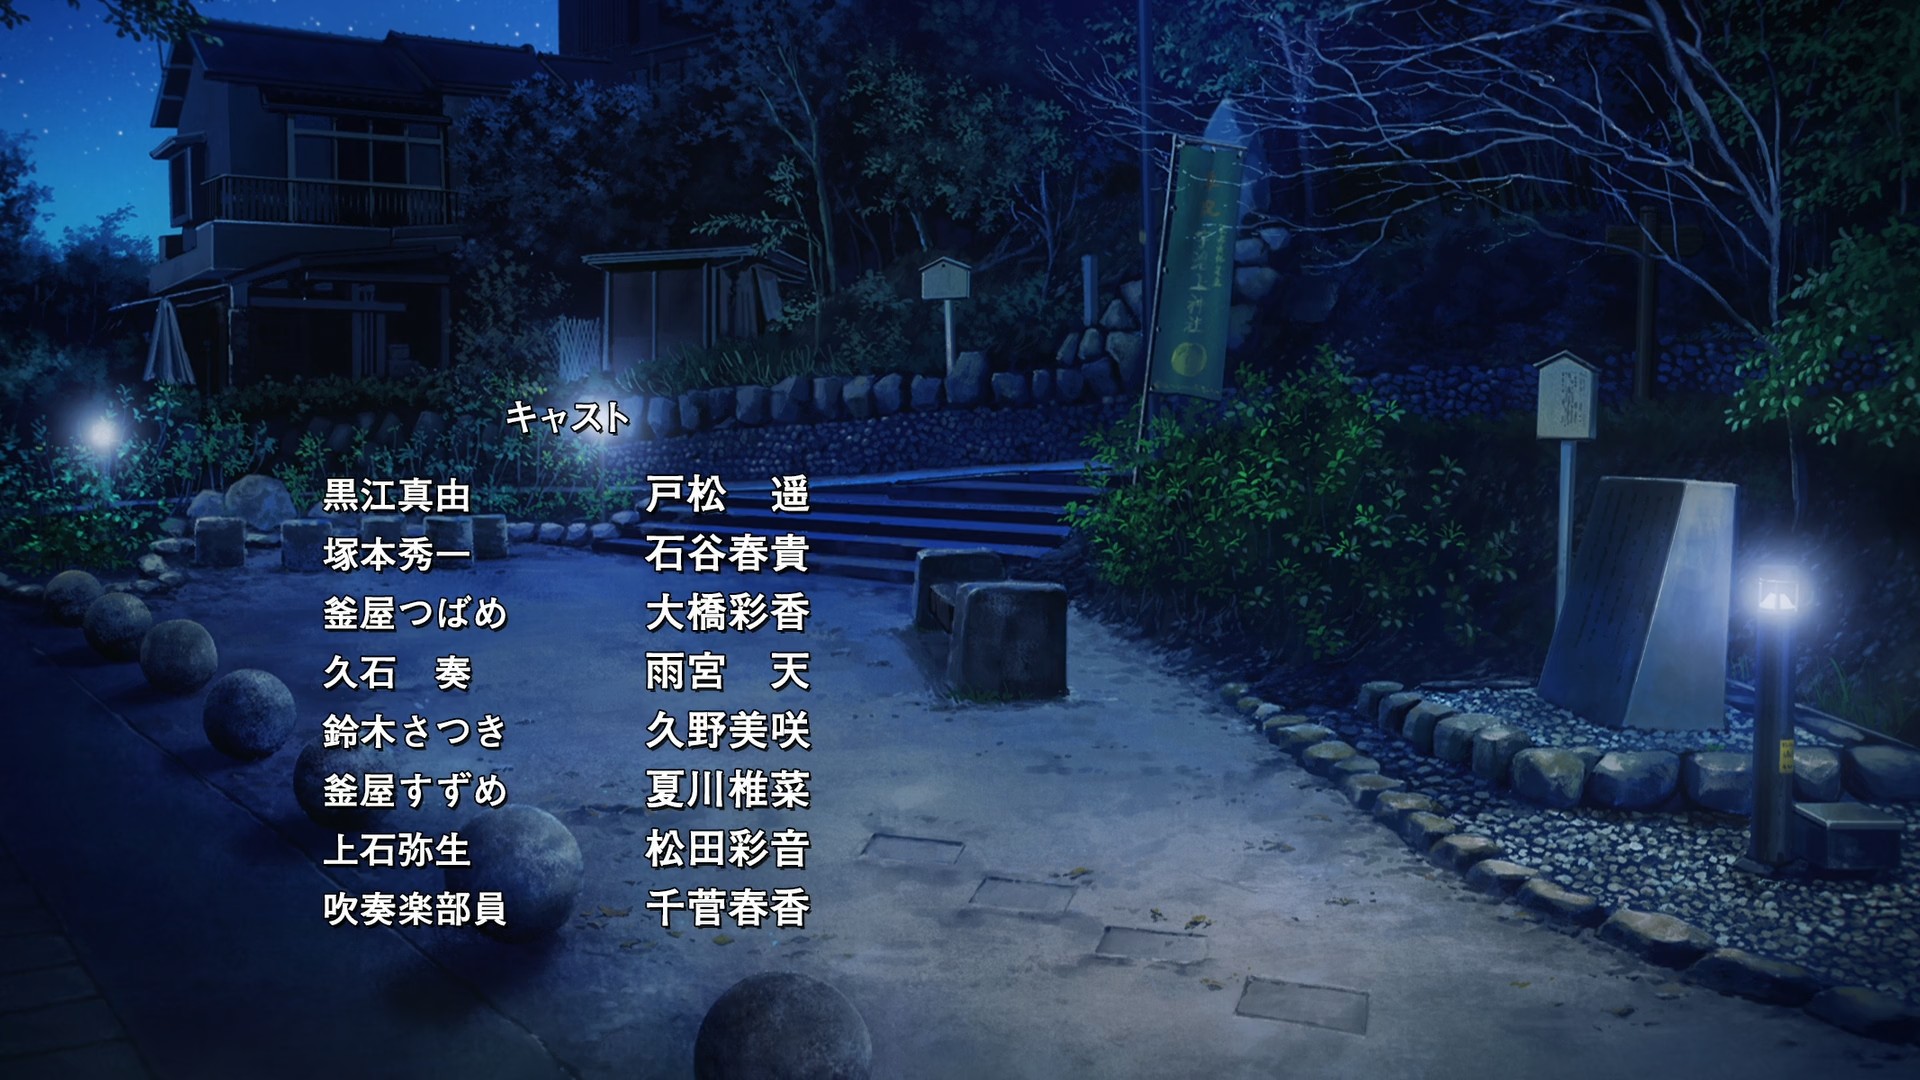 キャスト
黒江真由 戸松 遥
塚本秀一 石谷春貴
釜屋つばめ 大橋彩香
久石 奏 雨宮 天
鈴木さつき 久野美咲
釜屋すずめ 夏川椎菜
上石弥生 松田彩音
吹奏楽部員 千菅春香